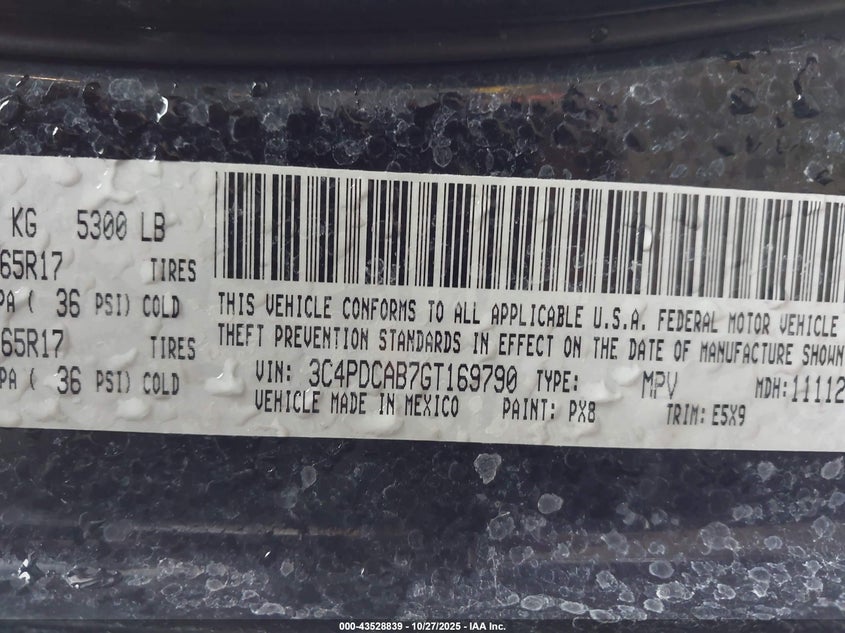 KG 5300 LB
65R17 TIRES
PA ( 36 PSI) COLD
65R17 TIRES
PA ( 36 PSI) COLD
THIS VEHICLE CONFORMS TO ALL APPLICABLE U.S.A. FEDERAL MOTOR VEHICLE
THEFT PREVENTION STANDARDS IN EFFECT ON THE DATE OF MANUFACTURE SHOWN
VIN: 3C4PDCAB7GT169790 TYPE: MPV MDH: 11112
VEHICLE MADE IN MEXICO PAINT: PX8 TRIM: E5X9
000-43528839 - 10/27/2025 - IAA Inc.